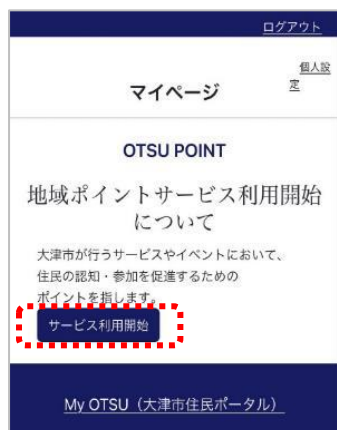 ログアウト
マイページ
個人設
定
OTSU POINT
地域ポイントサービス利用開始
について
大津市が行うサービスやイベントにおいて、
住民の認知・参加を促進するための
ポイントを指します。
サービス利用開始
My OTSU（大津市住民ポータル）